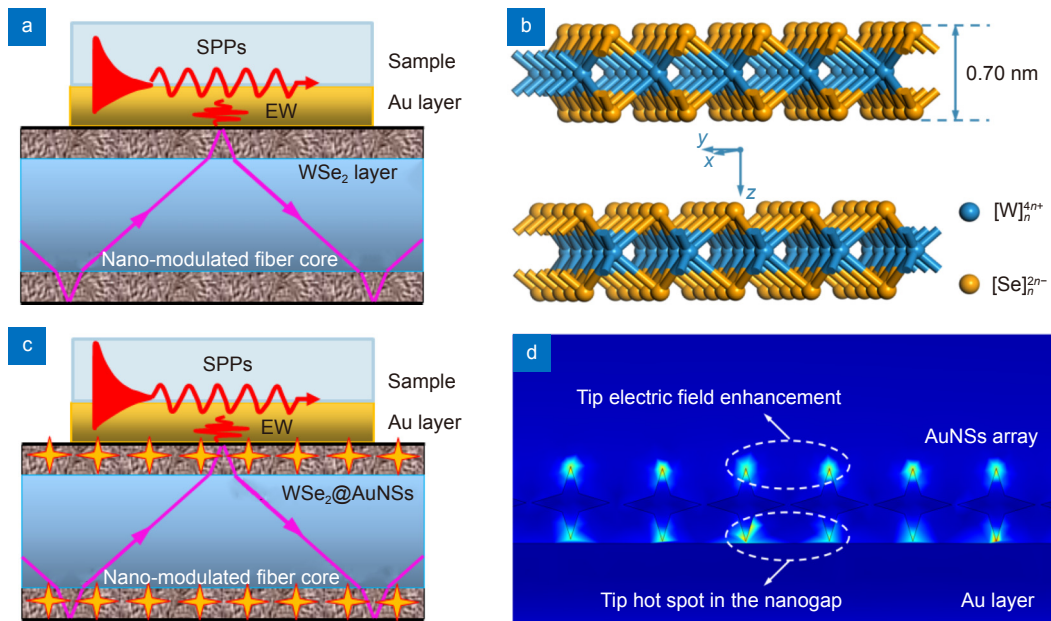 a
SPPs
Sample
Au layer
EW
WSe₂ layer
Nano-modulated fiber core
b
0.70 nm
y
x
z
[W]ₙ⁴ⁿ⁺
[Se]ₙ²ⁿ⁻
c
SPPs
Sample
Au layer
EW
WSe₂@AuNSs
Nano-modulated fiber core
d
Tip electric field enhancement
AuNSs array
Tip hot spot in the nanogap
Au layer